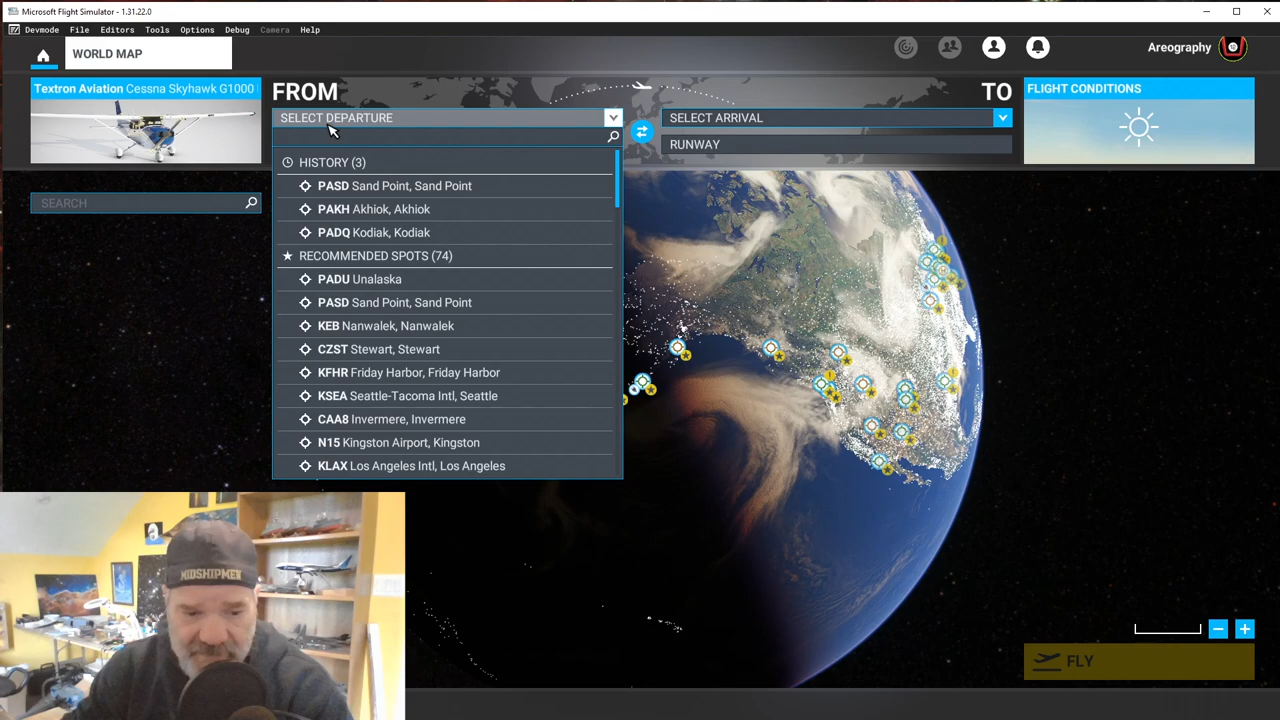 Microsoft Flight Simulator - 1.31.22.0
Devmode File Editors Tools Options Debug Camera Help
WORLD MAP
Areography
Textron Aviation Cessna Skyhawk G1000
FROM
TO
FLIGHT CONDITIONS
SELECT DEPARTURE
SELECT ARRIVAL
RUNWAY
HISTORY (3)
PASD Sand Point, Sand Point
PAKH Akhiok, Akhiok
PADQ Kodiak, Kodiak
RECOMMENDED SPOTS (74)
PADU Unalaska
PASD Sand Point, Sand Point
KEB Nanwalek, Nanwalek
CZST Stewart, Stewart
KFHR Friday Harbor, Friday Harbor
KSEA Seattle-Tacoma Intl, Seattle
CAA8 Invermere, Invermere
N15 Kingston Airport, Kingston
KLAX Los Angeles Intl, Los Angeles
SEARCH
MIDSHIPMEN
FLY